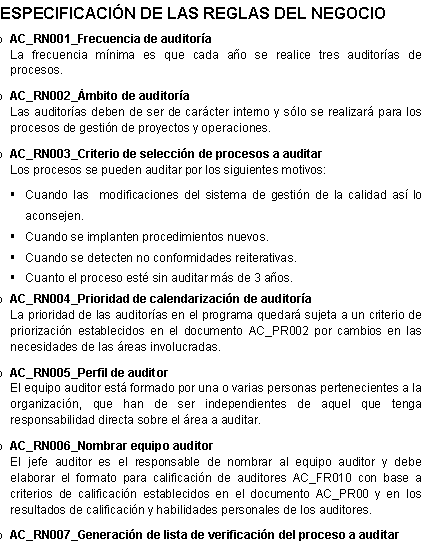 ESPECIFICACIÓN DE LAS REGLAS DEL NEGOCIO
AC_RN001_Frecuencia de auditoría
La frecuencia mínima es que cada año se realice tres auditorías de
procesos.
AC_RN002_Ámbito de auditoría
Las auditorías deben de ser de carácter interno y sólo se realizará para los
procesos de gestión de proyectos y operaciones.
AC_RN003_Criterio de selección de procesos a auditar
Los procesos se pueden auditar por los siguientes motivos:
▪ Cuando las modificaciones del sistema de gestión de la calidad así lo
aconsejen.
▪ Cuando se implanten procedimientos nuevos.
▪ Cuando se detecten no conformidades reiterativas.
▪ Cuanto el proceso esté sin auditar más de 3 años.
AC_RN004_Prioridad de calendarización de auditoría
La prioridad de las auditorías en el programa quedará sujeta a un criterio de
priorización establecidos en el documento AC_PR002 por cambios en las
necesidades de las áreas involucradas.
AC_RN005_Perfil de auditor
El equipo auditor está formado por una o varias personas pertenecientes a la
organización, que han de ser independientes de aquel que tenga
responsabilidad directa sobre el área a auditar.
AC_RN006_Nombrar equipo auditor
El jefe auditor es el responsable de nombrar al equipo auditor y debe
elaborar el formato para calificación de auditores AC_FR010 con base a
criterios de calificación establecidos en el documento AC_PR00 y en los
resultados de calificación y habilidades personales de los auditores.
AC_RN007_Generación de lista de verificación del proceso a auditar